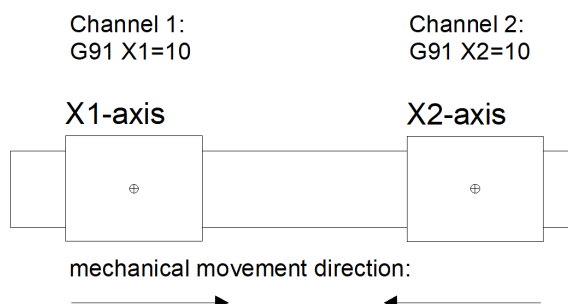 Channel 1:
G91 X1=10
Channel 2:
G91 X2=10
X1-axis
X2-axis
mechanical movement direction: